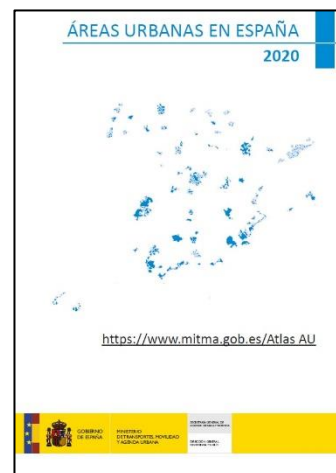 ÁREAS URBANAS EN ESPAÑA
2020
https://www.mitma.gob.es/Atlas AU
GOBIERNO
DE ESPAÑA
MINISTERIO
DE TRANSPORTES, MOVILIDAD
Y AGENDA URBANA